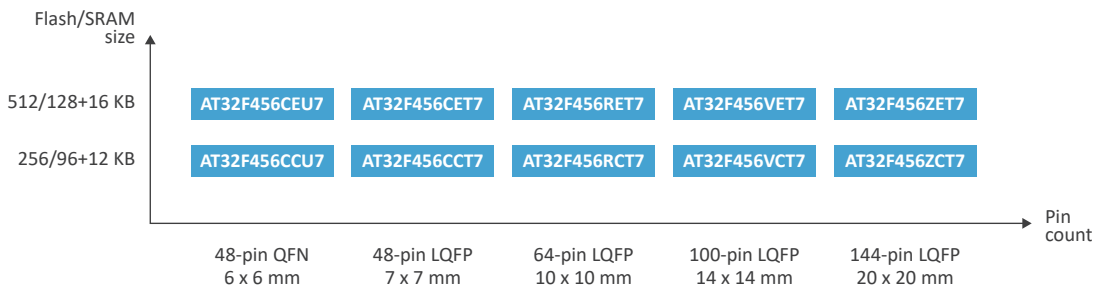 Flash/SRAM
size
512/128+16 KB
AT32F456CEU7 AT32F456CET7 AT32F456RET7 AT32F456VET7 AT32F456ZET7
256/96+12 KB
AT32F456CCU7 AT32F456CCT7 AT32F456RCT7 AT32F456VCT7 AT32F456ZCT7
Pin
count
48-pin QFN 48-pin LQFP 64-pin LQFP 100-pin LQFP 144-pin LQFP
6 x 6 mm 7 x 7 mm 10 x 10 mm 14 x 14 mm 20 x 20 mm